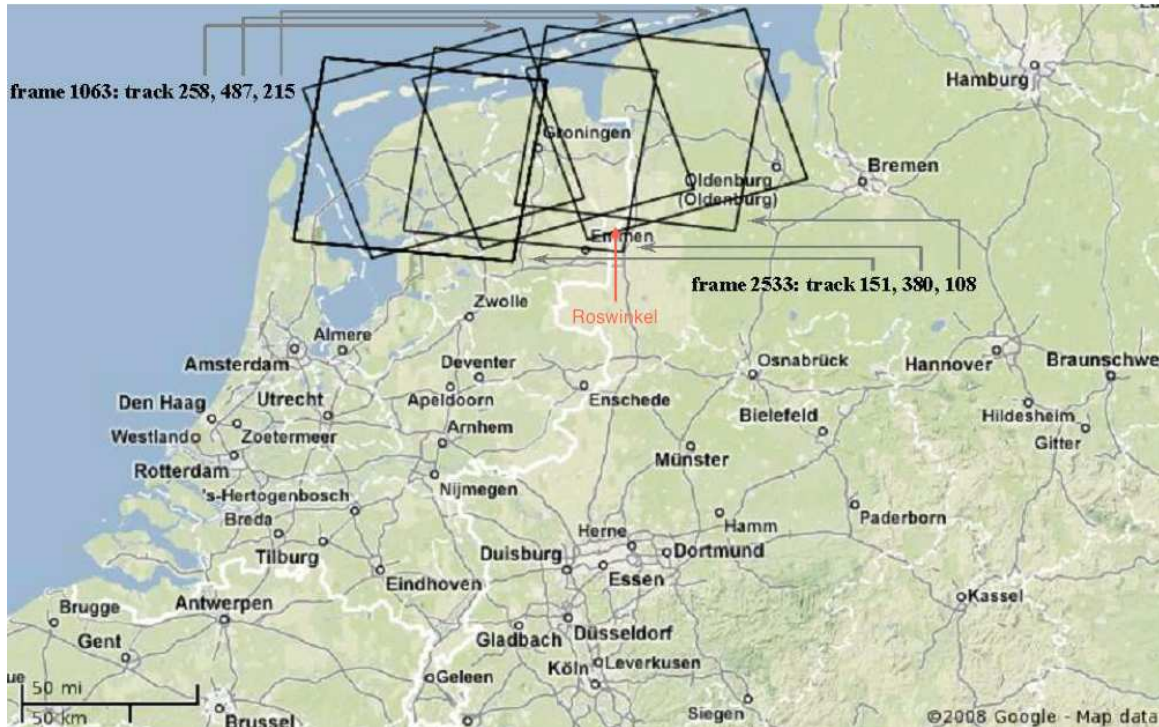 Hamburg
frame 1063: track 258, 487, 215
Groningen
Bremen
Oldenburg
(Oldenburg)
Emmen
frame 2533: track 151, 380, 108
Zwolle
Roswinkel
Almere
Amsterdam
Deventer
Osnabrück
Hannover
Braunschwe
Apeldoorn
Enschede
Utrecht
Den Haag
Bielefeld
Hildesheim
Zoetermeer
Arnhem
Westland
Gitter
Rotterdam
Münster
Nijmegen
's-Hertogenbosch
Breda
Hamm
Paderborn
Herne
Tilburg
Duisburg
Dortmund
Essen
Eindhoven
Kassel
Brugge
Antwerpen
Gladbach
Düsseldorf
Gent
Köln
Leverkusen
ue
Geleen
50 mi
50 km
Brussel
Siegen
©2008 Google - Map data